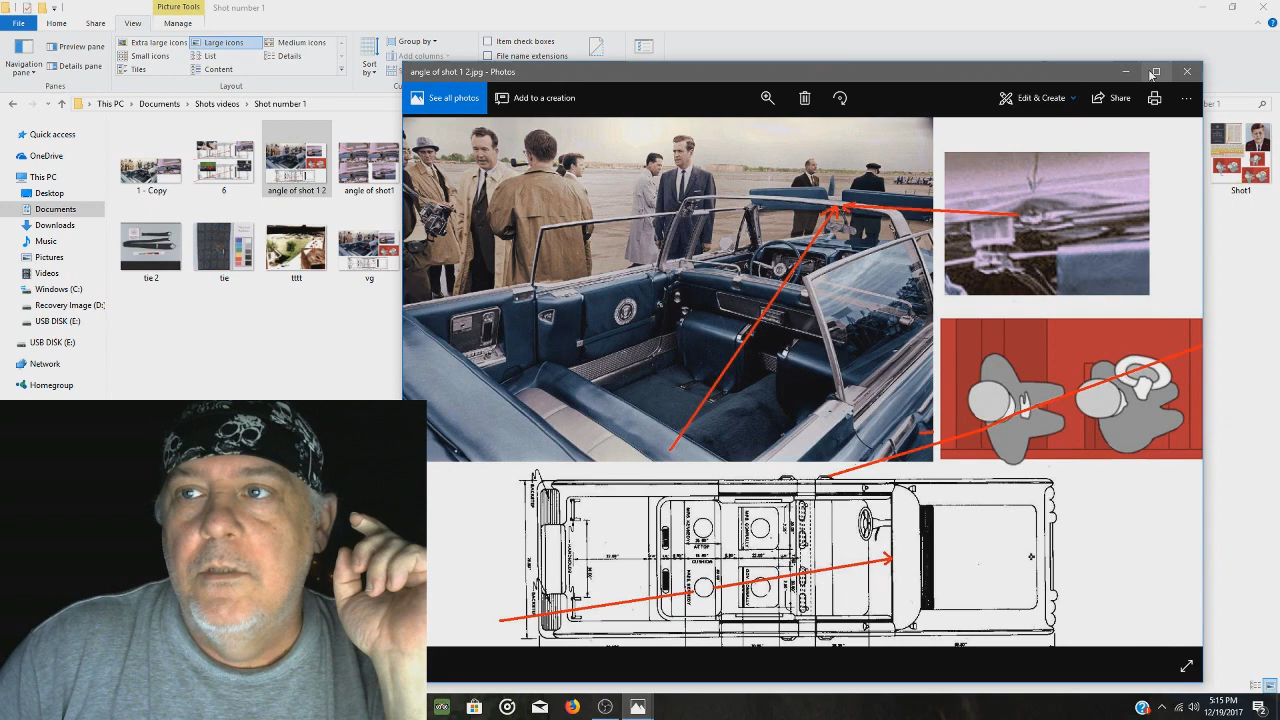 Picture Tools
Shot number 1
File
Home
Share
View
Manage
Navigation pane
Preview pane
Details pane
Panes
Extra large icons
Large icons
Medium icons
Small icons
List
Details
Tiles
Content
Layout
Sort by
Group by
Add columns
Item check boxes
File name extensions
This PC
Documents
Shots videos
Shot number 1
Quick access
OneDrive
This PC
Desktop
Documents
Downloads
Music
Pictures
Videos
Windows (C:)
Recovery Image (D:
USB DISK (E:)
USB DISK (E:)
Network
Homegroup
1 - Copy
6
angle of shot 1 2
angle of shot1
tie 2
tie
tttt
vg
Shot1
angle of shot 1 2.jpg - Photos
See all photos
Add to a creation
Edit & Create
Share
5:15 PM
12/19/2017